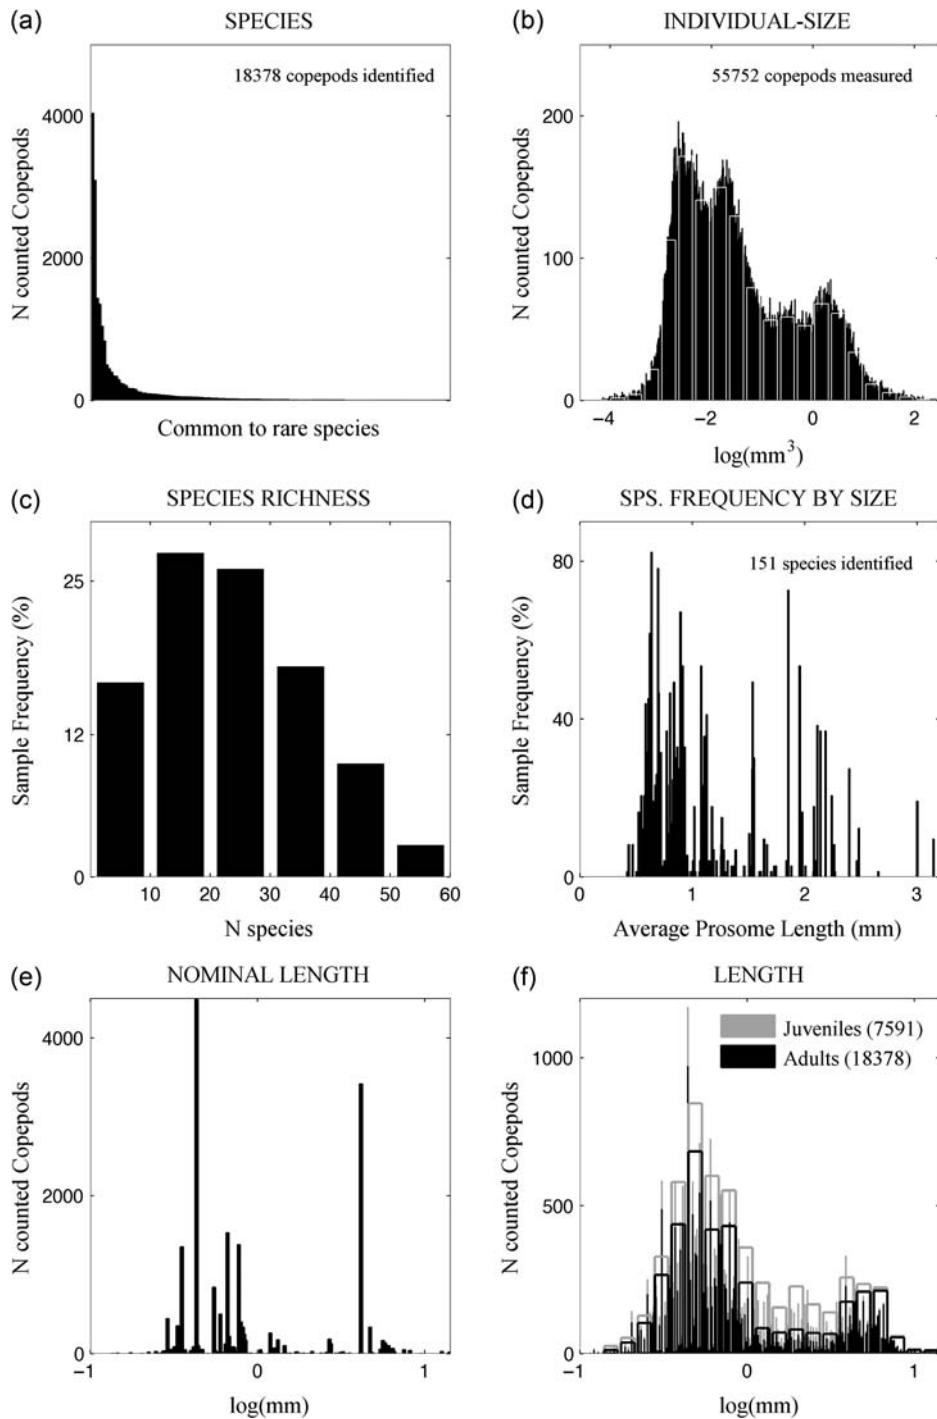 (a) SPECIES
18378 copepods identified
N counted Copepods
4000
2000
0
Common to rare species
(b) INDIVIDUAL-SIZE
55752 copepods measured
N counted Copepods
200
100
0
−4 −2 0 2
log(mm³)
(c) SPECIES RICHNESS
Sample Frequency (%)
25
12
0
10 20 30 40 50 60
N species
(d) SPS. FREQUENCY BY SIZE
151 species identified
Sample Frequency (%)
80
40
0
0 1 2 3
Average Prosome Length (mm)
(e) NOMINAL LENGTH
N counted Copepods
4000
2000
0
−1 0 1
log(mm)
(f) LENGTH
Juveniles (7591)
Adults (18378)
N counted Copepods
1000
500
0
−1 0 1
log(mm)